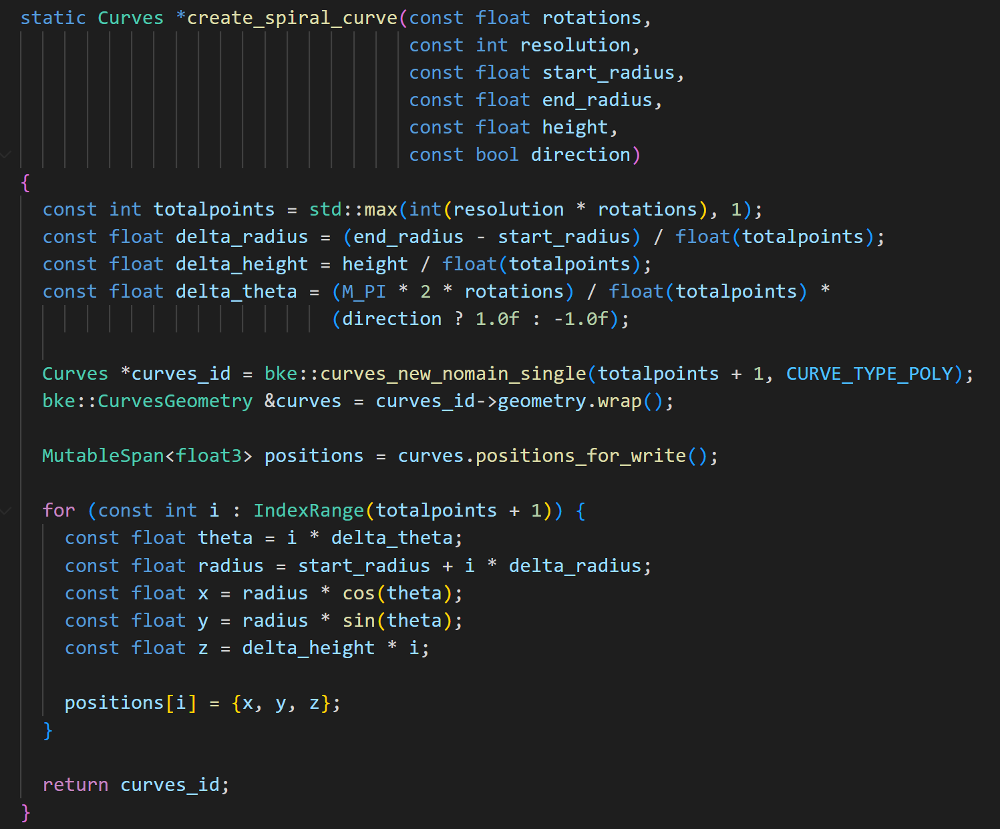 static Curves *create_spiral_curve(const float rotations,
                                   const int resolution,
                                   const float start_radius,
                                   const float end_radius,
                                   const float height,
                                   const bool direction)
{
  const int totalpoints = std::max(int(resolution * rotations), 1);
  const float delta_radius = (end_radius - start_radius) / float(totalpoints);
  const float delta_height = height / float(totalpoints);
  const float delta_theta = (M_PI * 2 * rotations) / float(totalpoints) *
                            (direction ? 1.0f : -1.0f);

  Curves *curves_id = bke::curves_new_nomain_single(totalpoints + 1, CURVE_TYPE_POLY);
  bke::CurvesGeometry &curves = curves_id->geometry.wrap();

  MutableSpan<float3> positions = curves.positions_for_write();

  for (const int i : IndexRange(totalpoints + 1)) {
    const float theta = i * delta_theta;
    const float radius = start_radius + i * delta_radius;
    const float x = radius * cos(theta);
    const float y = radius * sin(theta);
    const float z = delta_height * i;

    positions[i] = {x, y, z};
  }

  return curves_id;
}